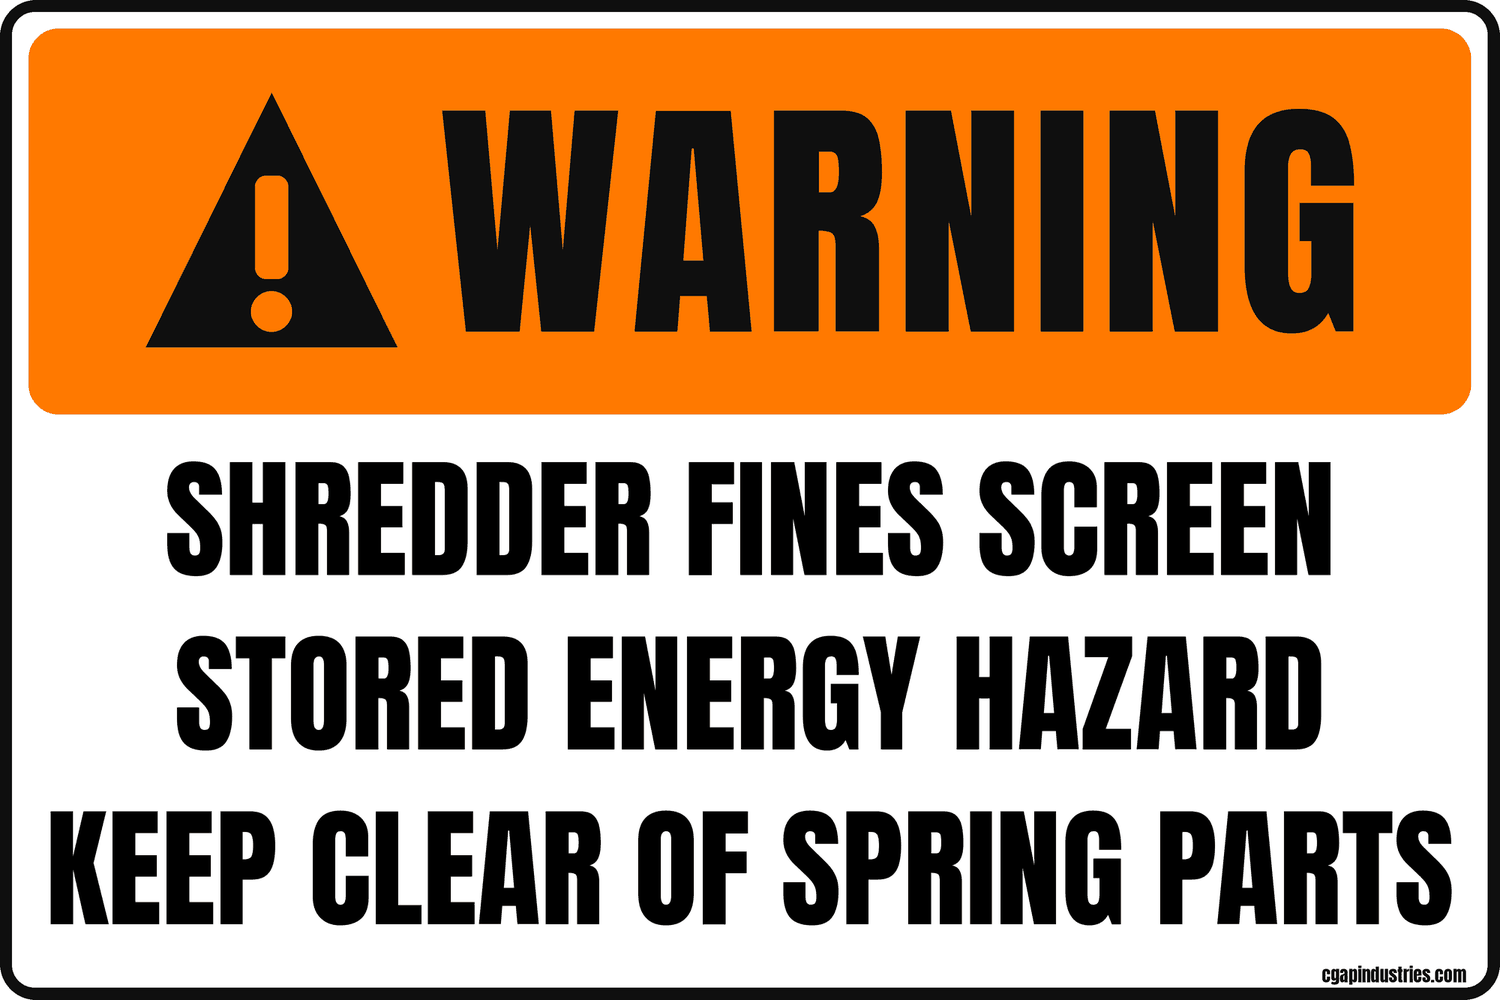 WARNING
SHREDDER FINES SCREEN
STORED ENERGY HAZARD
KEEP CLEAR OF SPRING PARTS
cgapindustries.com